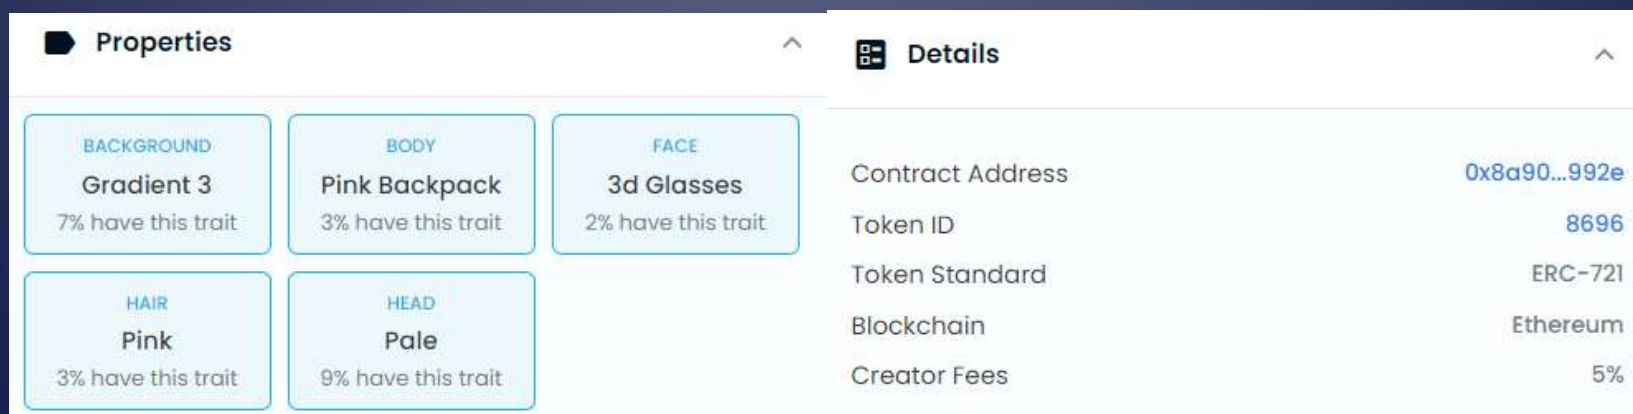 Properties
BACKGROUND
Gradient 3
7% have this trait
BODY
Pink Backpack
3% have this trait
FACE
3d Glasses
2% have this trait
HAIR
Pink
3% have this trait
HEAD
Pale
9% have this trait
Details
Contract Address 0x8a90...992e
Token ID 8696
Token Standard ERC-721
Blockchain Ethereum
Creator Fees 5%